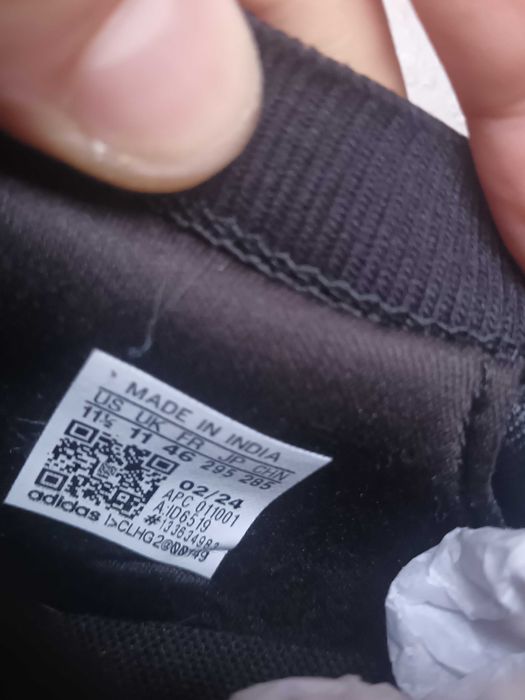 MADE IN INDIA
US UK FR JP CHN
11½ 11 46 295 285
02/24
APC 011001
A:ID6519
adidas